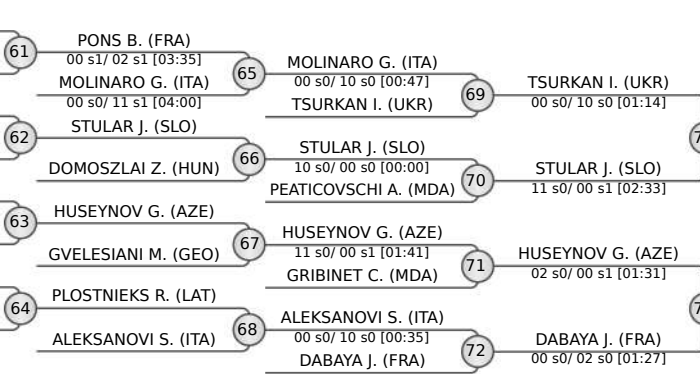 61
PONS B. (FRA)
00 s1/ 02 s1 [03:35]
MOLINARO G. (ITA)
00 s0/ 11 s1 [04:00]
62
STULAR J. (SLO)
DOMOSZLAI Z. (HUN)
63
HUSEYNOV G. (AZE)
GVELESIANI M. (GEO)
64
PLOSTNIEKS R. (LAT)
ALEKSANOVI S. (ITA)
65
MOLINARO G. (ITA)
00 s0/ 10 s0 [00:47]
TSURKAN I. (UKR)
66
STULAR J. (SLO)
10 s0/ 00 s0 [00:00]
PEATICOVSCHI A. (MDA)
67
HUSEYNOV G. (AZE)
11 s0/ 00 s1 [01:41]
GRIBINET C. (MDA)
68
ALEKSANOVI S. (ITA)
00 s0/ 10 s0 [00:35]
DABAYA J. (FRA)
69
TSURKAN I. (UKR)
00 s0/ 10 s0 [01:14]
70
STULAR J. (SLO)
11 s0/ 00 s1 [02:33]
71
HUSEYNOV G. (AZE)
02 s0/ 00 s1 [01:31]
72
DABAYA J. (FRA)
00 s0/ 02 s0 [01:27]